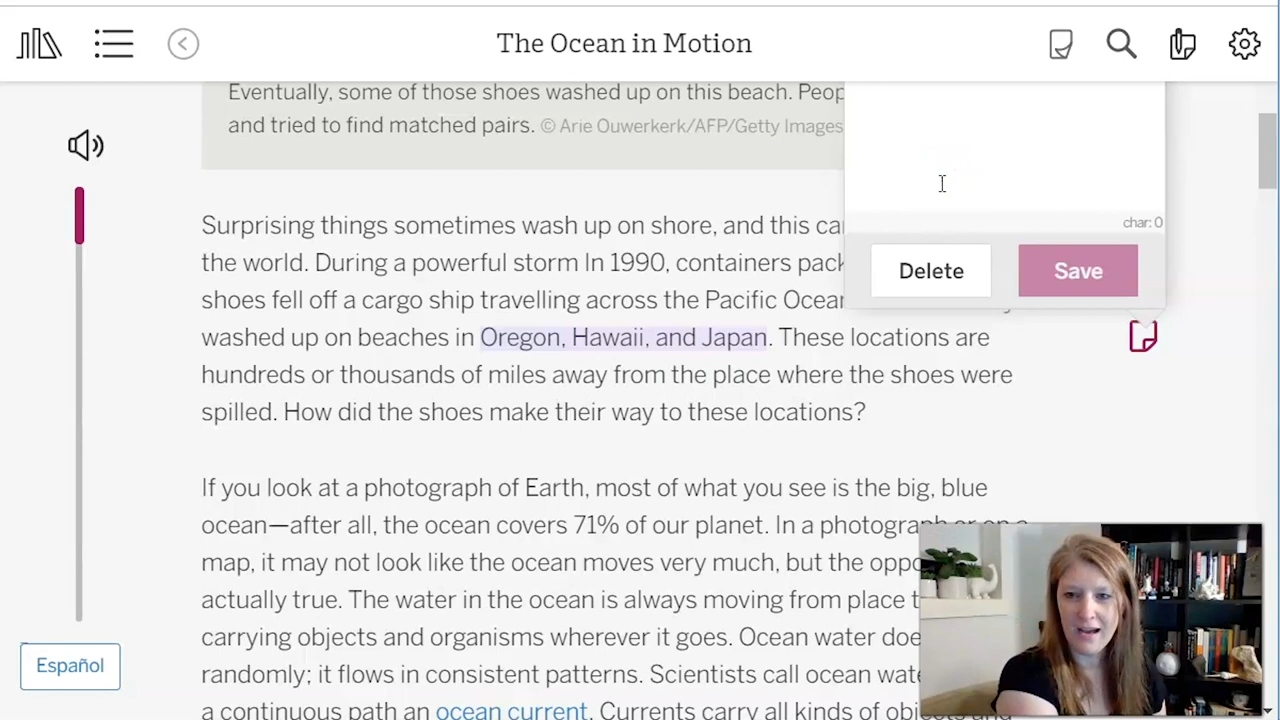 The Ocean in Motion
Eventually, some of those shoes washed up on this beach.
and tried to find matched pairs. © Arie Ouwerkerk/AFP/Getty Images
char: 0
Delete
Save
Surprising things sometimes wash up on shore, and this
the world. During a powerful storm In 1990, containers
shoes fell off a cargo ship travelling across the Pacific
washed up on beaches in Oregon, Hawaii, and Japan. These locations are
hundreds or thousands of miles away from the place where the shoes were
spilled. How did the shoes make their way to these locations?
If you look at a photograph of Earth, most of what you see is the big, blue
ocean—after all, the ocean covers 71% of our planet. In a photograph or on a
map, it may not look like the ocean moves very much, but the
actually true. The water in the ocean is always moving from place
carrying objects and organisms wherever it goes. Ocean water
randomly; it flows in consistent patterns. Scientists call ocean
a continuous path an ocean current. Currents carry all kinds of objects and
Español